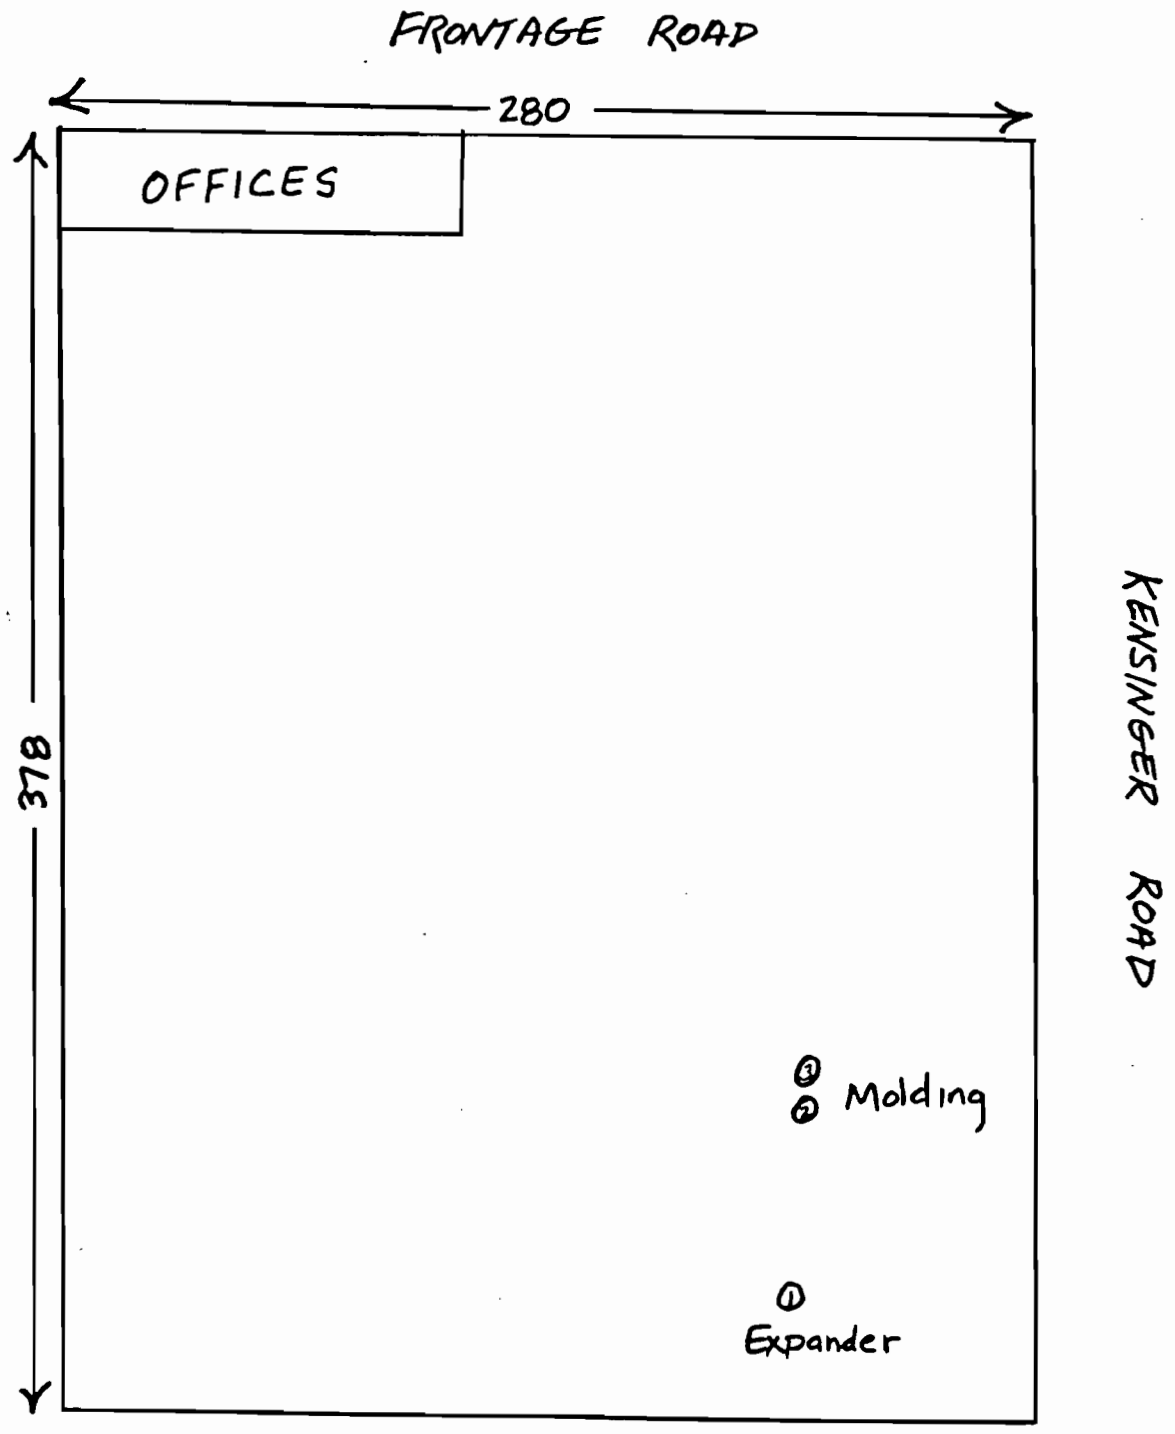 FRONTAGE ROAD
280
OFFICES
378
KENSINGER ROAD
③
② Molding
①
Expander